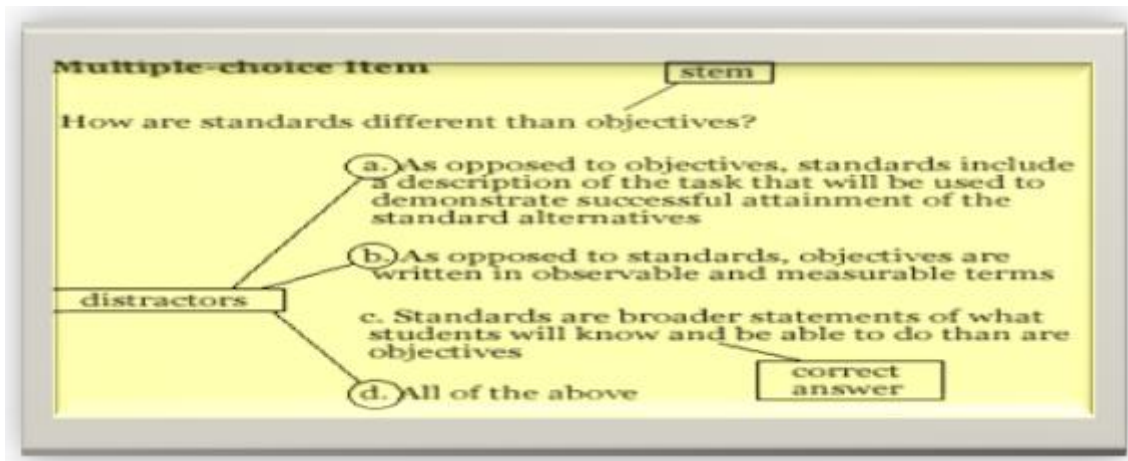 Multiple-choice Item
stem
How are standards different than objectives?
a. As opposed to objectives, standards include
a description of the task that will be used to
demonstrate successful attainment of the
standard alternatives
b. As opposed to standards, objectives are
written in observable and measurable terms
distractors
c. Standards are broader statements of what
students will know and be able to do than are
objectives
correct
answer
d. All of the above